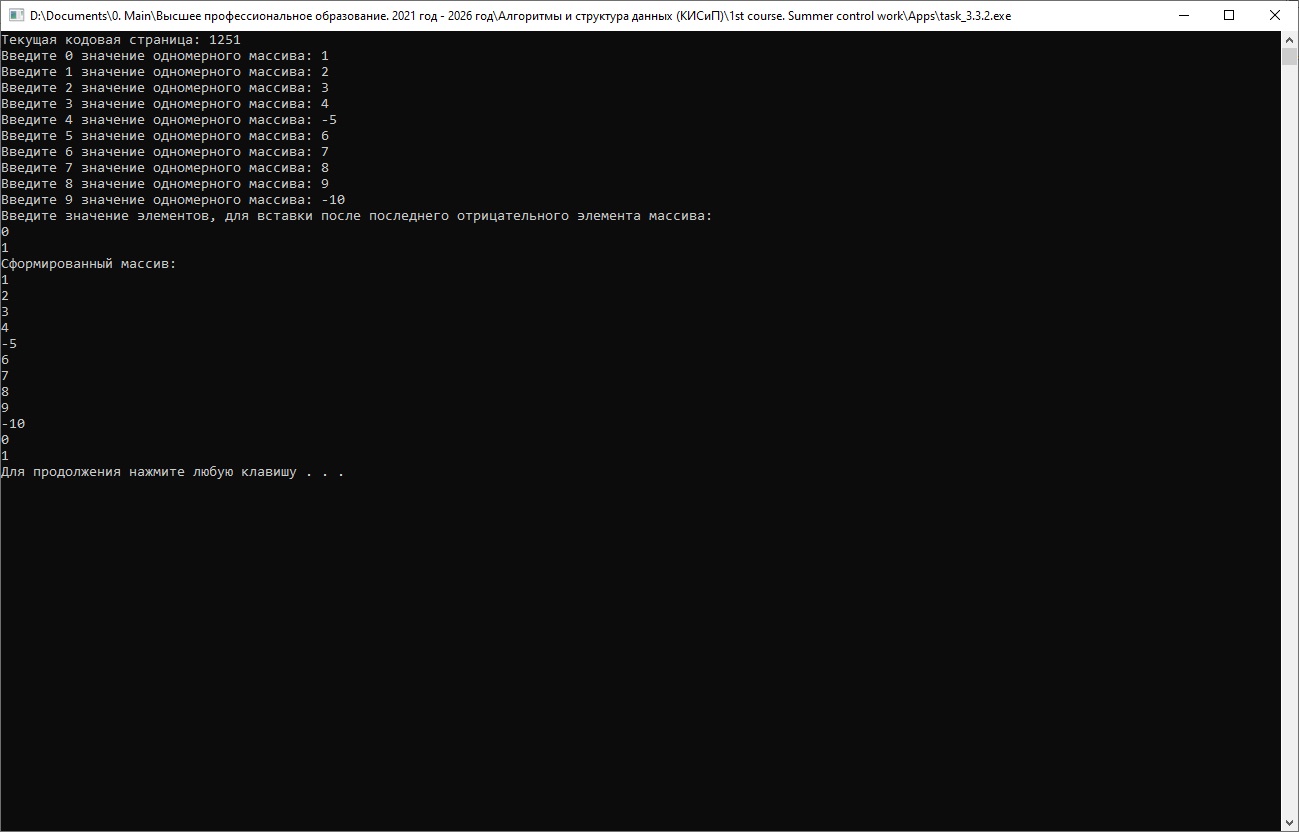 D:\Documents\0. Main\Высшее профессиональное образование. 2021 год - 2026 год\Алгоритмы и структура данных (КИСиП)\1st course. Summer control work\Apps\task_3.3.2.exe
Текущая кодовая страница: 1251
Введите 0 значение одномерного массива: 1
Введите 1 значение одномерного массива: 2
Введите 2 значение одномерного массива: 3
Введите 3 значение одномерного массива: 4
Введите 4 значение одномерного массива: -5
Введите 5 значение одномерного массива: 6
Введите 6 значение одномерного массива: 7
Введите 7 значение одномерного массива: 8
Введите 8 значение одномерного массива: 9
Введите 9 значение одномерного массива: -10
Введите значение элементов, для вставки после последнего отрицательного элемента массива:
0
1
Сформированный массив:
1
2
3
4
-5
6
7
8
9
-10
0
1
Для продолжения нажмите любую клавишу . . .